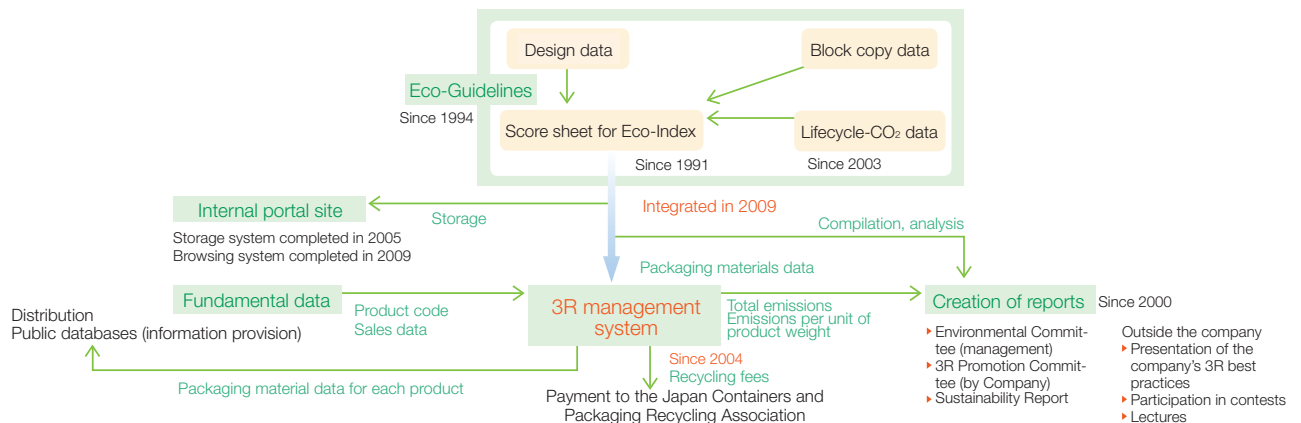 Design data
Block copy data
Eco-Guidelines
Since 1994
Score sheet for Eco-Index
Lifecycle-CO₂ data
Since 1991
Since 2003
Internal portal site
Storage
Integrated in 2009
Compilation, analysis
Storage system completed in 2005
Browsing system completed in 2009
Packaging materials data
Fundamental data
Product code
Sales data
3R management
system
Total emissions
Emissions per unit of
product weight
Creation of reports
Since 2000
Distribution
Public databases (information provision)
Packaging material data for each product
Since 2004
Recycling fees
Payment to the Japan Containers and
Packaging Recycling Association
Environmental Commit-
tee (management)
3R Promotion Commit-
tee (by Company)
Sustainability Report
Outside the company
Presentation of the
company's 3R best
practices
Participation in contests
Lectures